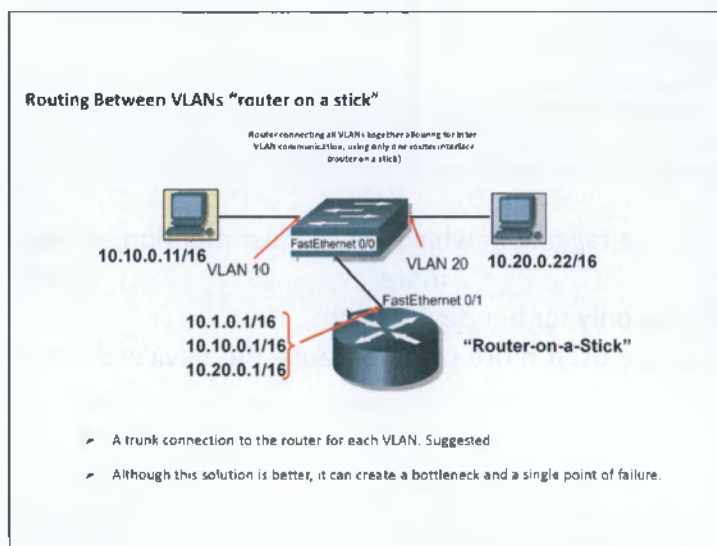 Routing Between VLANs “router on a stick”
Router connecting all VLANs together allowing for inter
VLAN communication, using only one router interface
(router on a stick)
FastEthernet 0/0
10.10.0.11/16
VLAN 10
VLAN 20
10.20.0.22/16
FastEthernet 0/1
10.1.0.1/16
10.10.0.1/16
10.20.0.1/16
“Router-on-a-Stick”
A trunk connection to the router for each VLAN. Suggested
Although this solution is better, it can create a bottleneck and a single point of failure.